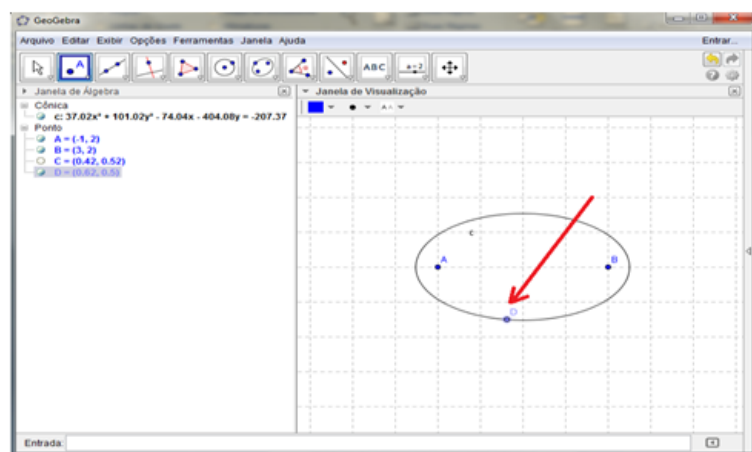 GeoGebra
Arquivo Editar Exibir Opções Ferramentas Janela Ajuda
Entrar...
A
ABC
a=2
Janela de Álgebra
Cônica
c: 37.02x² + 101.02y² - 74.04x - 404.08y = -207.37
Ponto
A = (-1, 2)
B = (3, 2)
C = (0.42, 0.52)
D = (0.62, 0.5)
Janela de Visualização
c
A
B
D
Entrada: